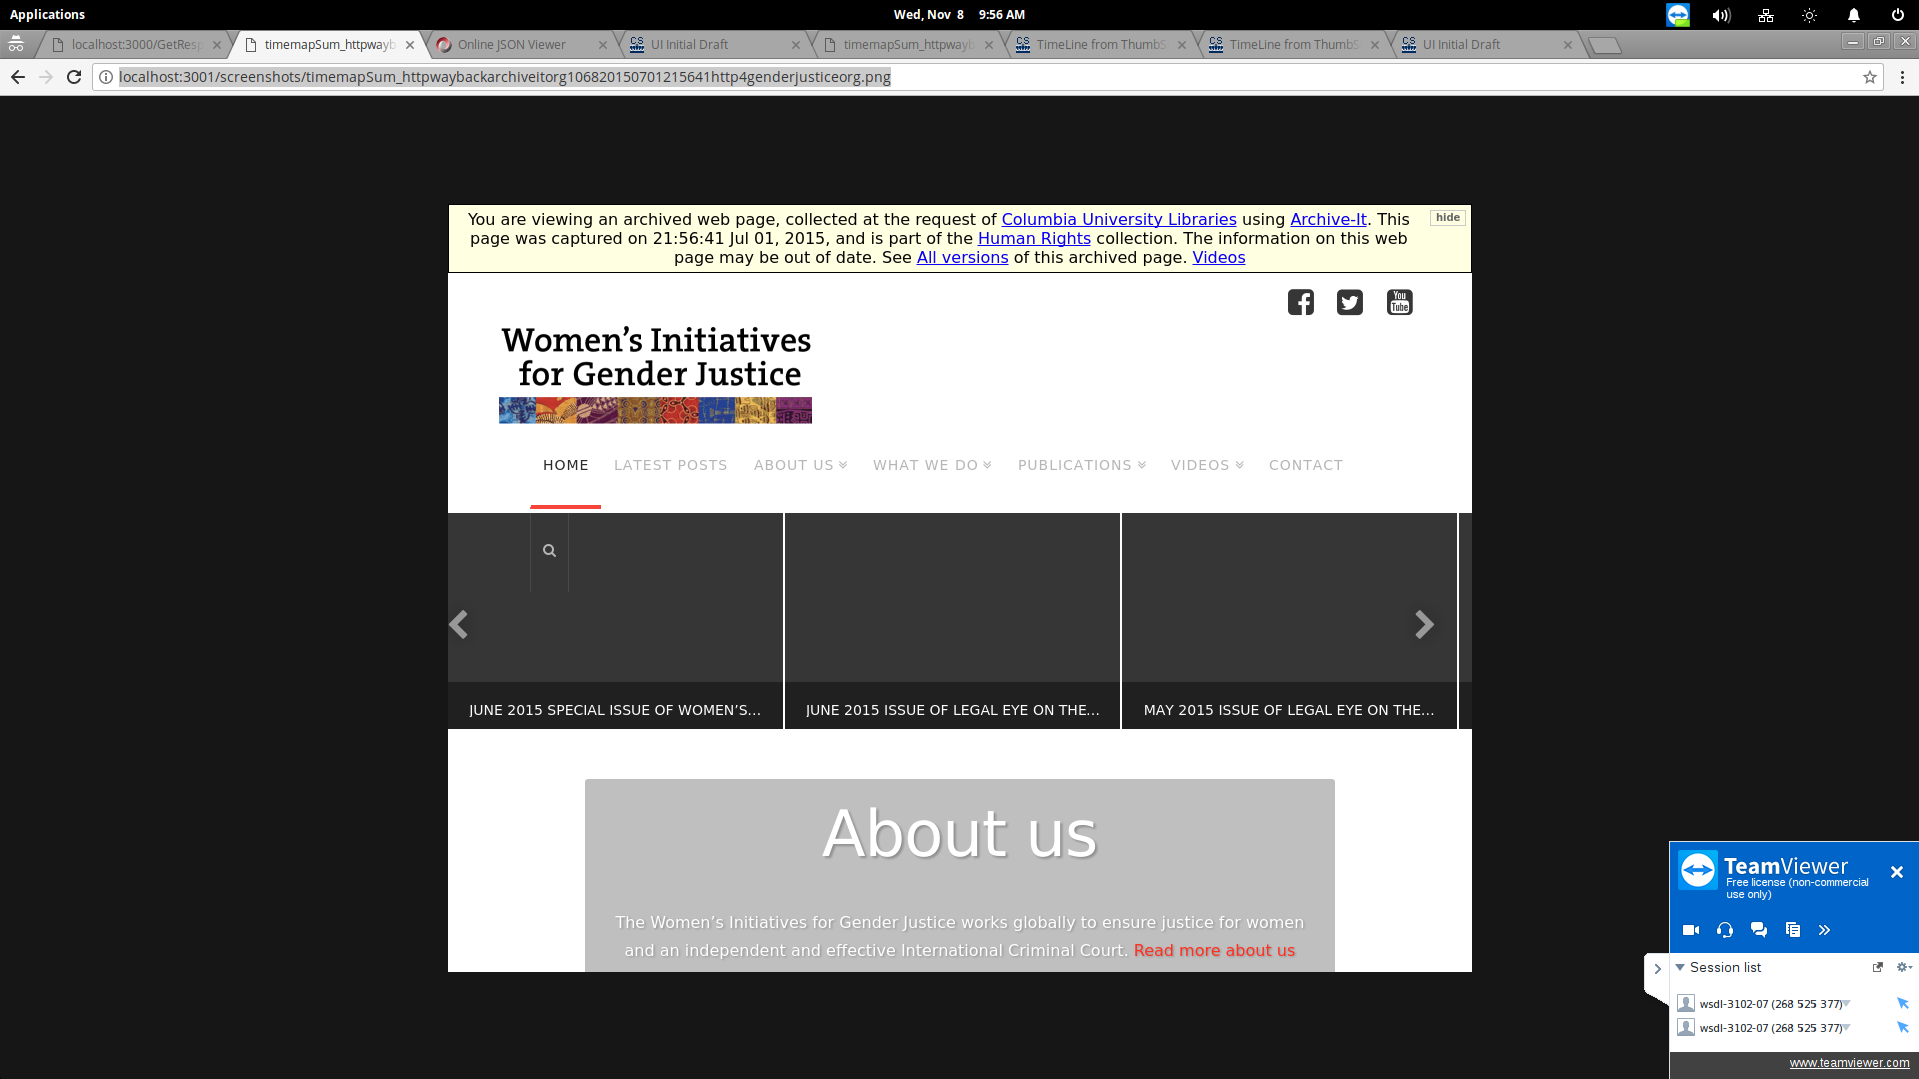 Applications
Wed, Nov 8 9:56 AM
localhost:3000/GetResp
timemapSum_httpwayb
Online JSON Viewer
UI Initial Draft
timemapSum_httpwayb
TimeLine from ThumbS
TimeLine from ThumbS
UI Initial Draft
localhost:3001/screenshots/timemapSum_httpwaybackarchiveitorg106820150701215641http4genderjusticeorg.png
You are viewing an archived web page, collected at the request of Columbia University Libraries using Archive-It. This
hide
page was captured on 21:56:41 Jul 01, 2015, and is part of the Human Rights collection. The information on this web
page may be out of date. See All versions of this archived page. Videos
You Tube
Women’s Initiatives
for Gender Justice
HOME LATEST POSTS ABOUT US WHAT WE DO PUBLICATIONS VIDEOS CONTACT
JUNE 2015 SPECIAL ISSUE OF WOMEN’S...
JUNE 2015 ISSUE OF LEGAL EYE ON THE...
MAY 2015 ISSUE OF LEGAL EYE ON THE...
About us
The Women’s Initiatives for Gender Justice works globally to ensure justice for women
and an independent and effective International Criminal Court. Read more about us
TeamViewer
Free license (non-commercial
use only)
Session list
wsdl-3102-07 (268 525 377)
wsdl-3102-07 (268 525 377)
www.teamviewer.com